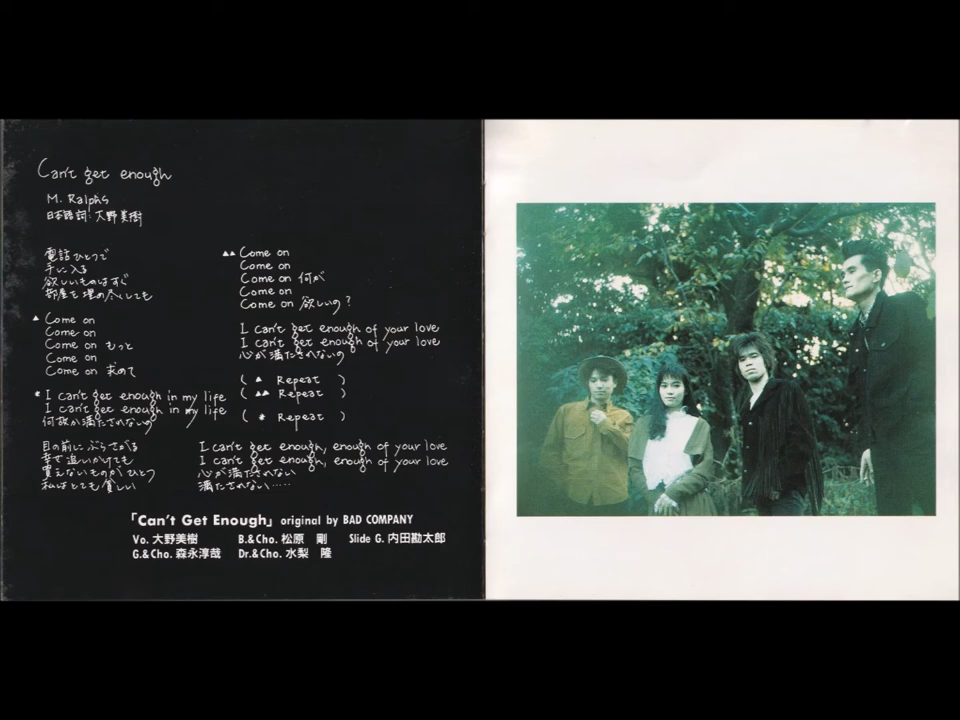 Can't get enough
M. Ralphs
日本語詞: 大野美樹
電話ひとつで
手に入る
欲しいものはすぐ
部屋を埋め尽くしても
▲ Come on
Come on
Come on もっと
Come on
Come on 求めて
* I can't get enough in my life
I can't get enough in my life
何故か満たされないの
目の前にぶらさがる
幸せ追いかけても
買えないものがひとつ
私はとても貧しい
▲▲ Come on
Come on
Come on 何が
Come on
Come on 欲しいの?
I can't get enough of your love
I can't get enough of your love
心が満たされないの
( ▲ Repeat )
( ▲▲ Repeat )
( * Repeat )
I can't get enough, enough of your love
I can't get enough, enough of your love
心が満たされない
満たされない.....
「Can't Get Enough」 original by BAD COMPANY
Vo. 大野美樹 B.&Cho. 松原 剛 Slide G. 内田勘太郎
G.&Cho. 森永淳哉 Dr.&Cho. 水梨 隆